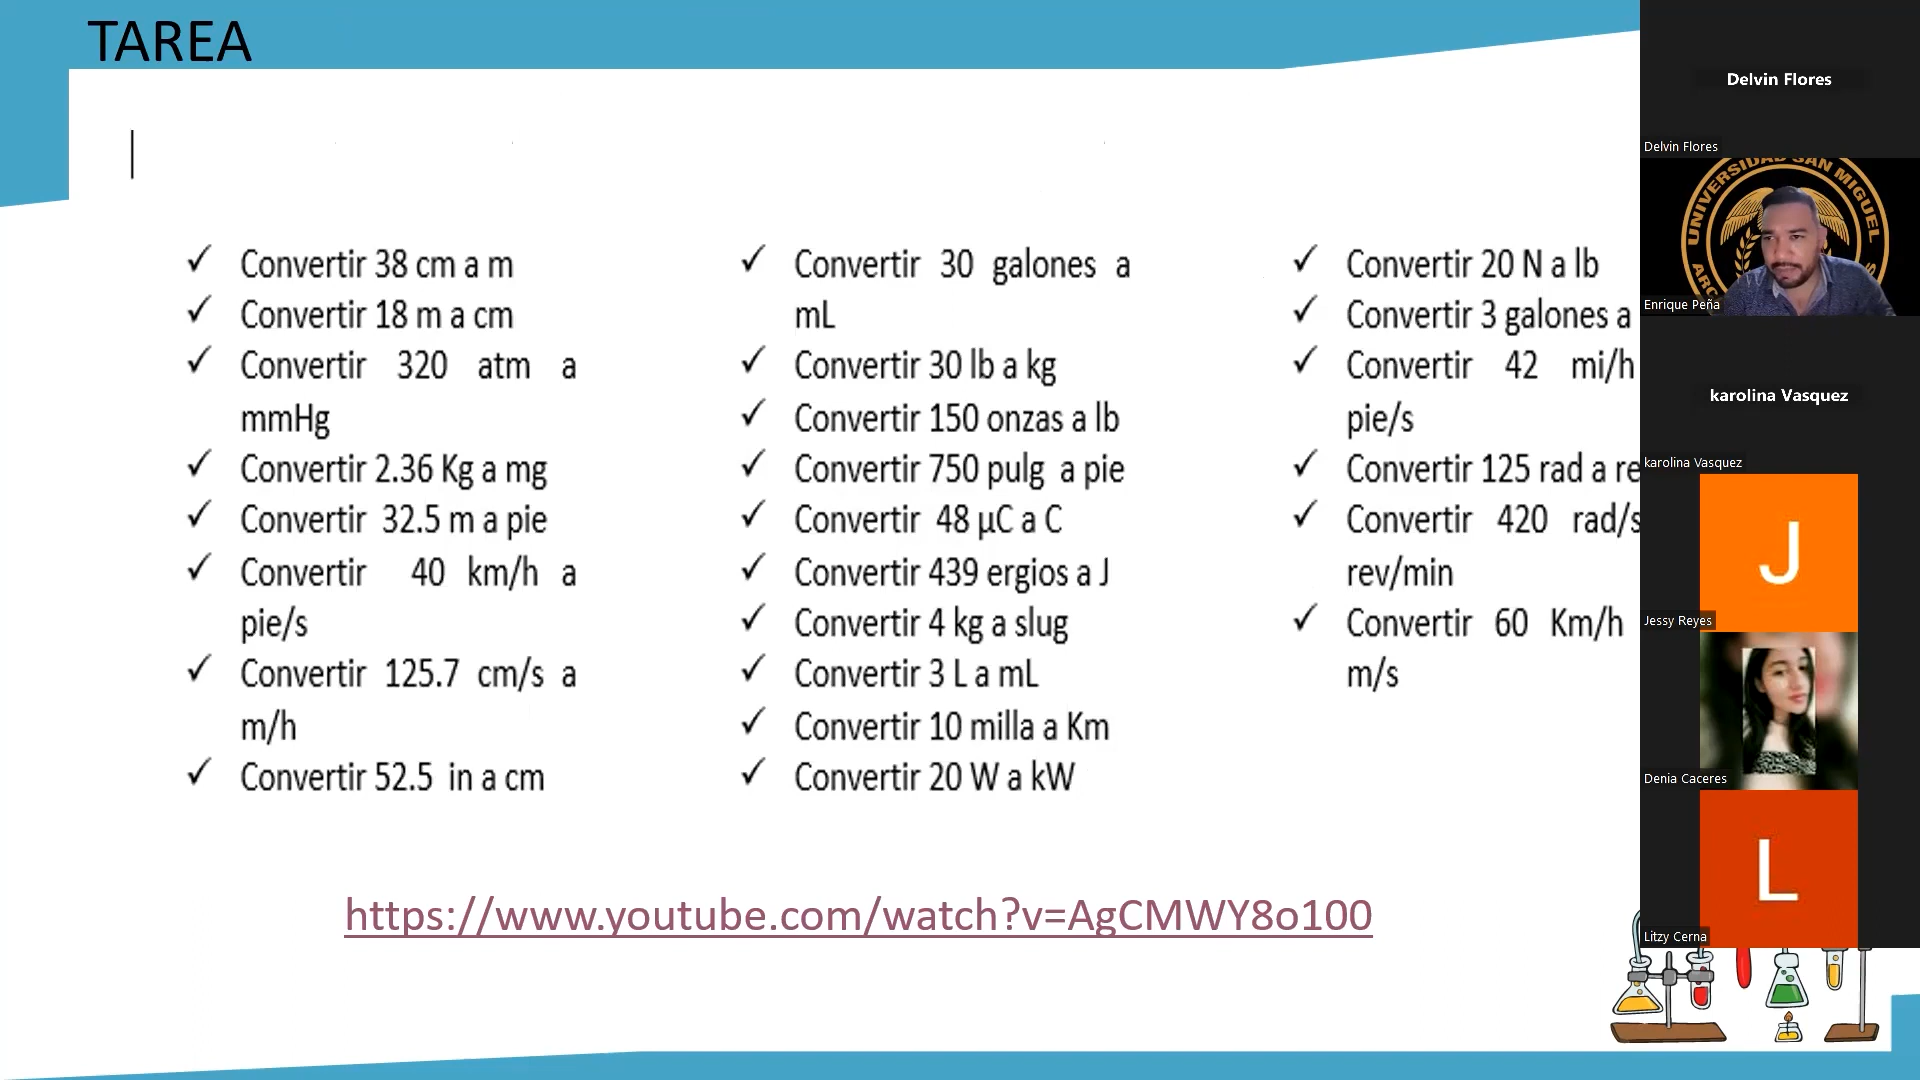 TAREA
✓ Convertir 38 cm a m
✓ Convertir 18 m a cm
✓ Convertir 320 atm a
mmHg
✓ Convertir 2.36 Kg a mg
✓ Convertir 32.5 m a pie
✓ Convertir 40 km/h a
pie/s
✓ Convertir 125.7 cm/s a
m/h
✓ Convertir 52.5 in a cm
✓ Convertir 30 galones a
mL
✓ Convertir 30 lb a kg
✓ Convertir 150 onzas a lb
✓ Convertir 750 pulg a pie
✓ Convertir 48 µC a C
✓ Convertir 439 ergios a J
✓ Convertir 4 kg a slug
✓ Convertir 3 L a mL
✓ Convertir 10 milla a Km
✓ Convertir 20 W a kW
✓ Convertir 20 N a lb
✓ Convertir 3 galones a
✓ Convertir 42 mi/h
pie/s
✓ Convertir 125 rad a re
✓ Convertir 420 rad/s
rev/min
✓ Convertir 60 Km/h
m/s
https://www.youtube.com/watch?v=AgCMWY8o100
Delvin Flores
Delvin Flores
UNIVERSIDAD SAN MIGUEL
ARC
Enrique Peña
karolina Vasquez
karolina Vasquez
J
Jessy Reyes
Denia Caceres
L
Litzy Cerna